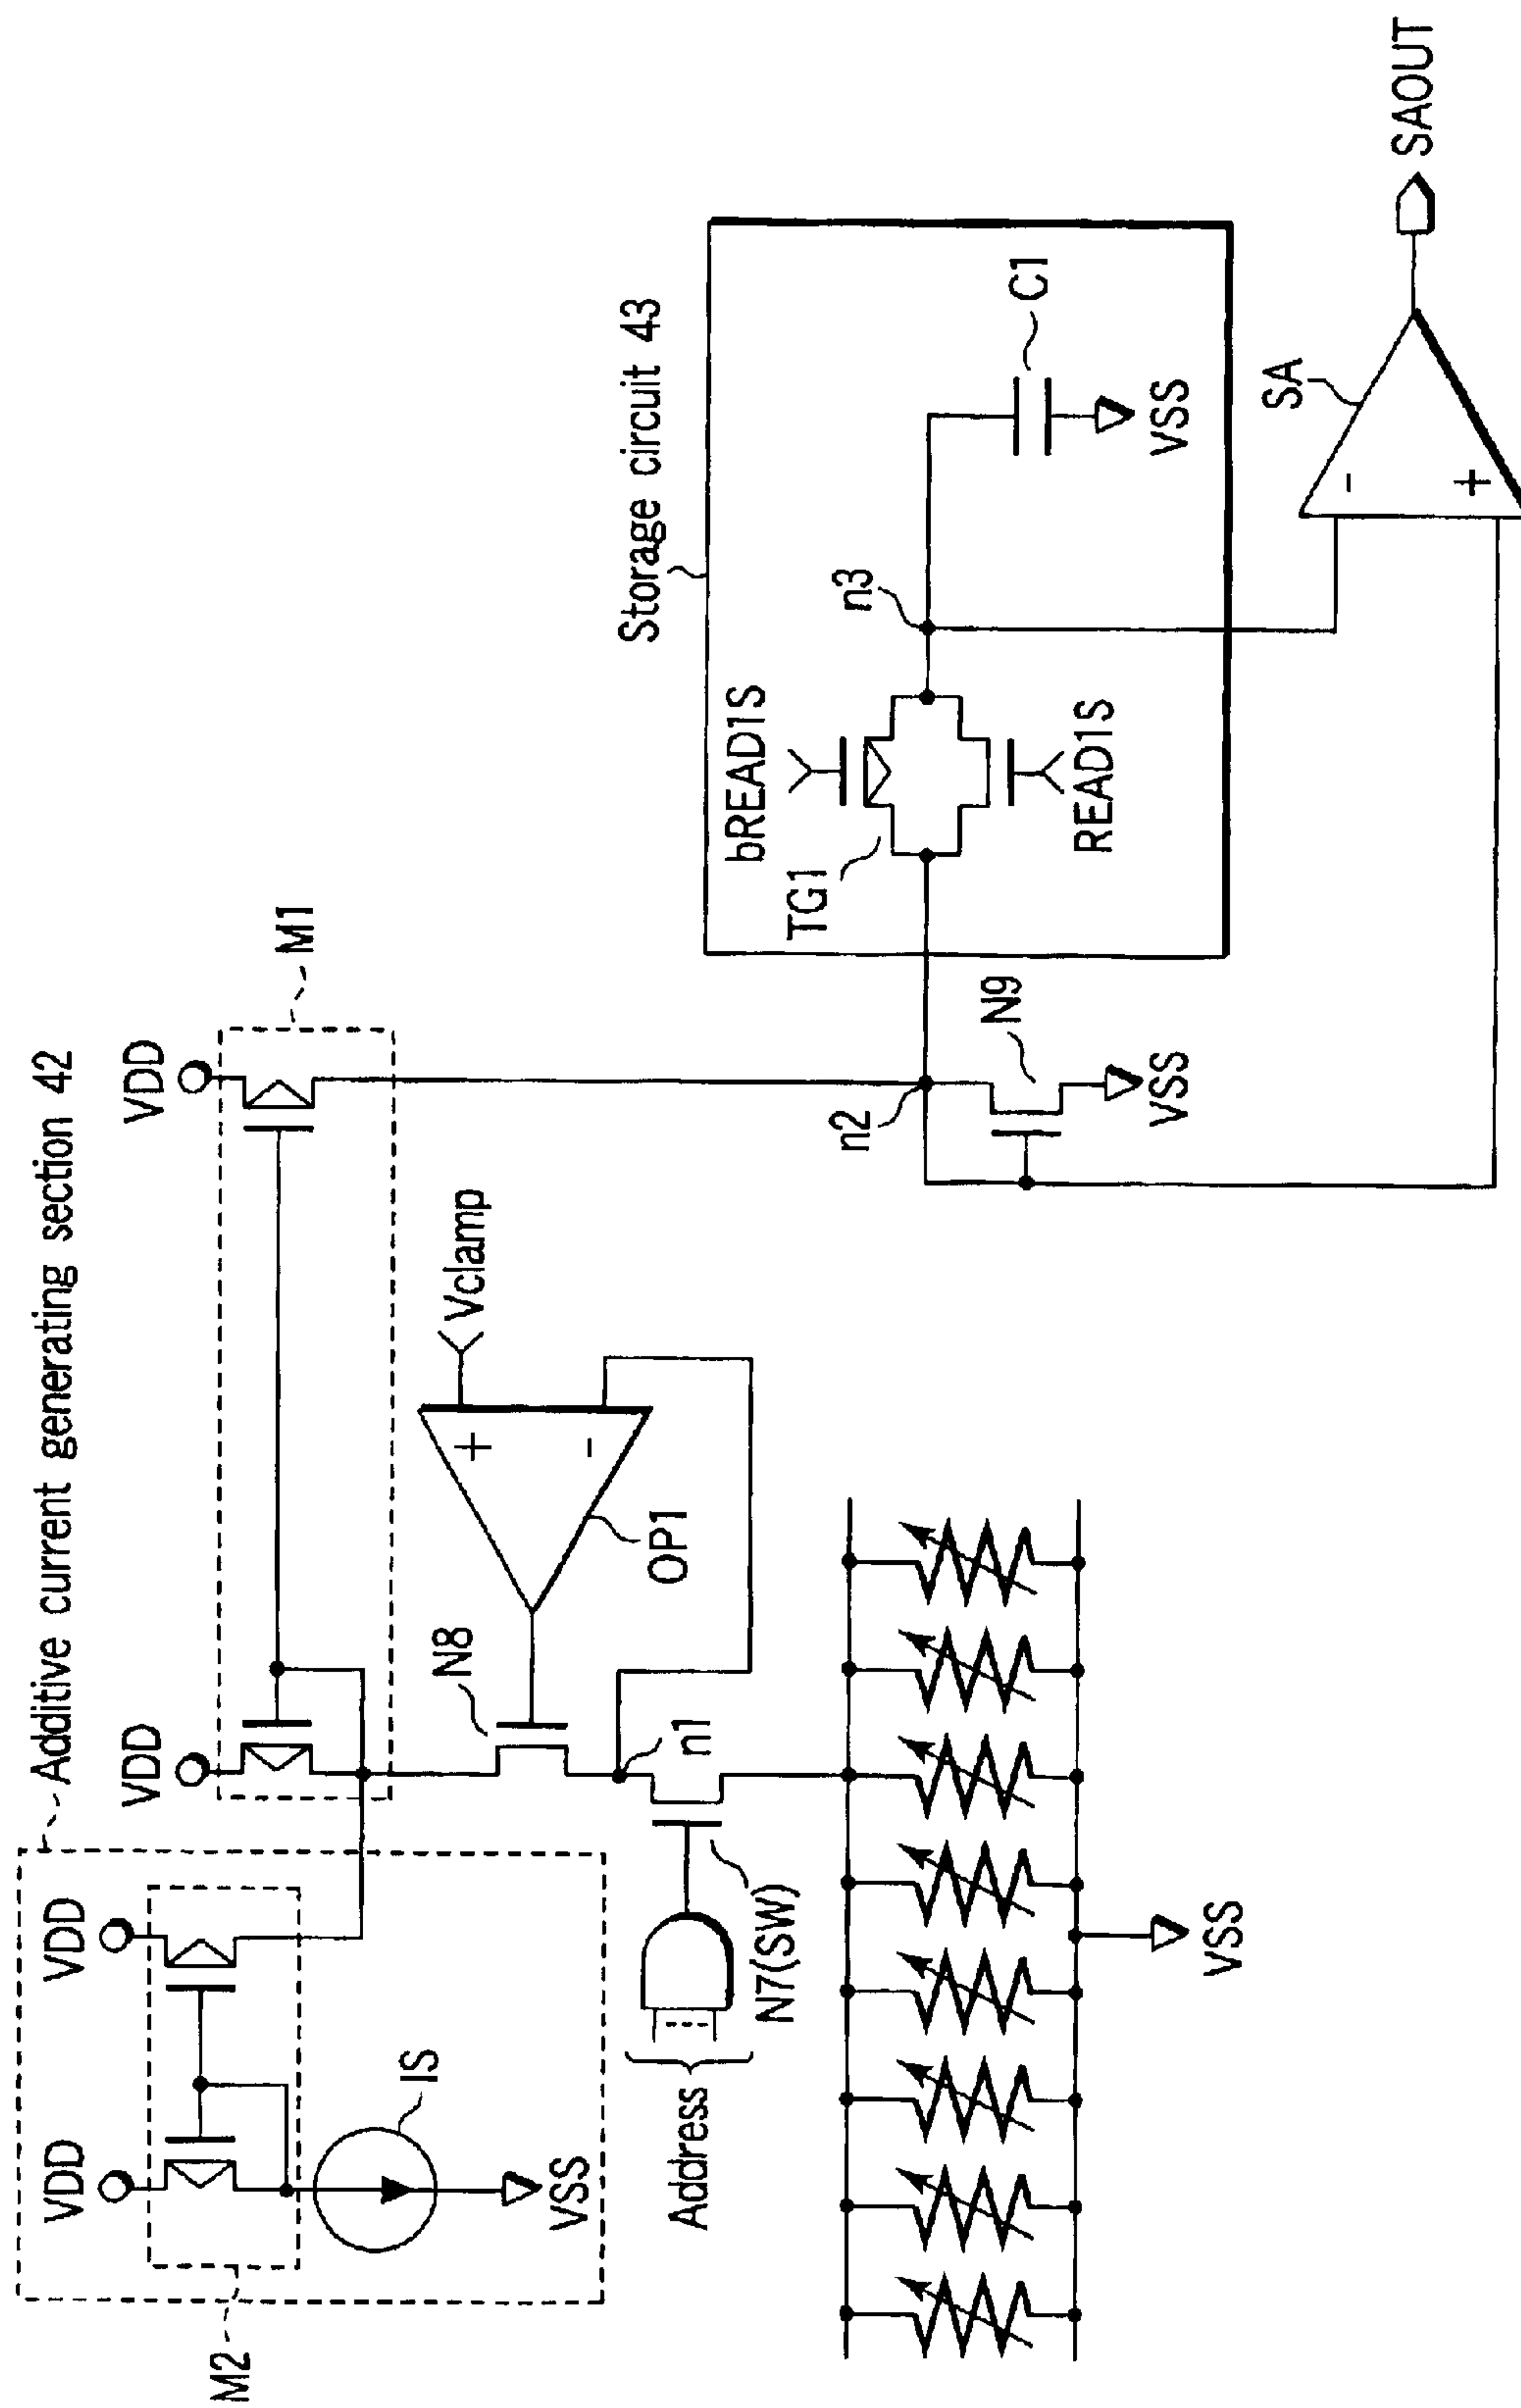 Additive current generating section 42
VDD
VDD
VDD
VDD
M1
M2
IS
VSS
Vclamp
+
-
OP1
N8
n1
Address
N7(SW)
VSS
n2
N9
VSS
Storage circuit 43
bREAD1S
TG1
READ1S
n3
C1
VSS
SA
-
+
SAOUT